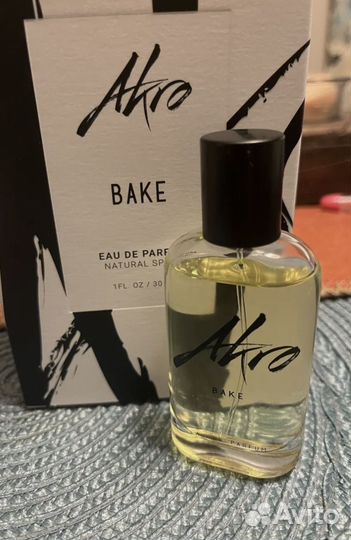 Akro
BAKE
EAU DE PARF
NATURAL SP
1FL. OZ / 30
Akro
BAKE
PARFUM
Avito